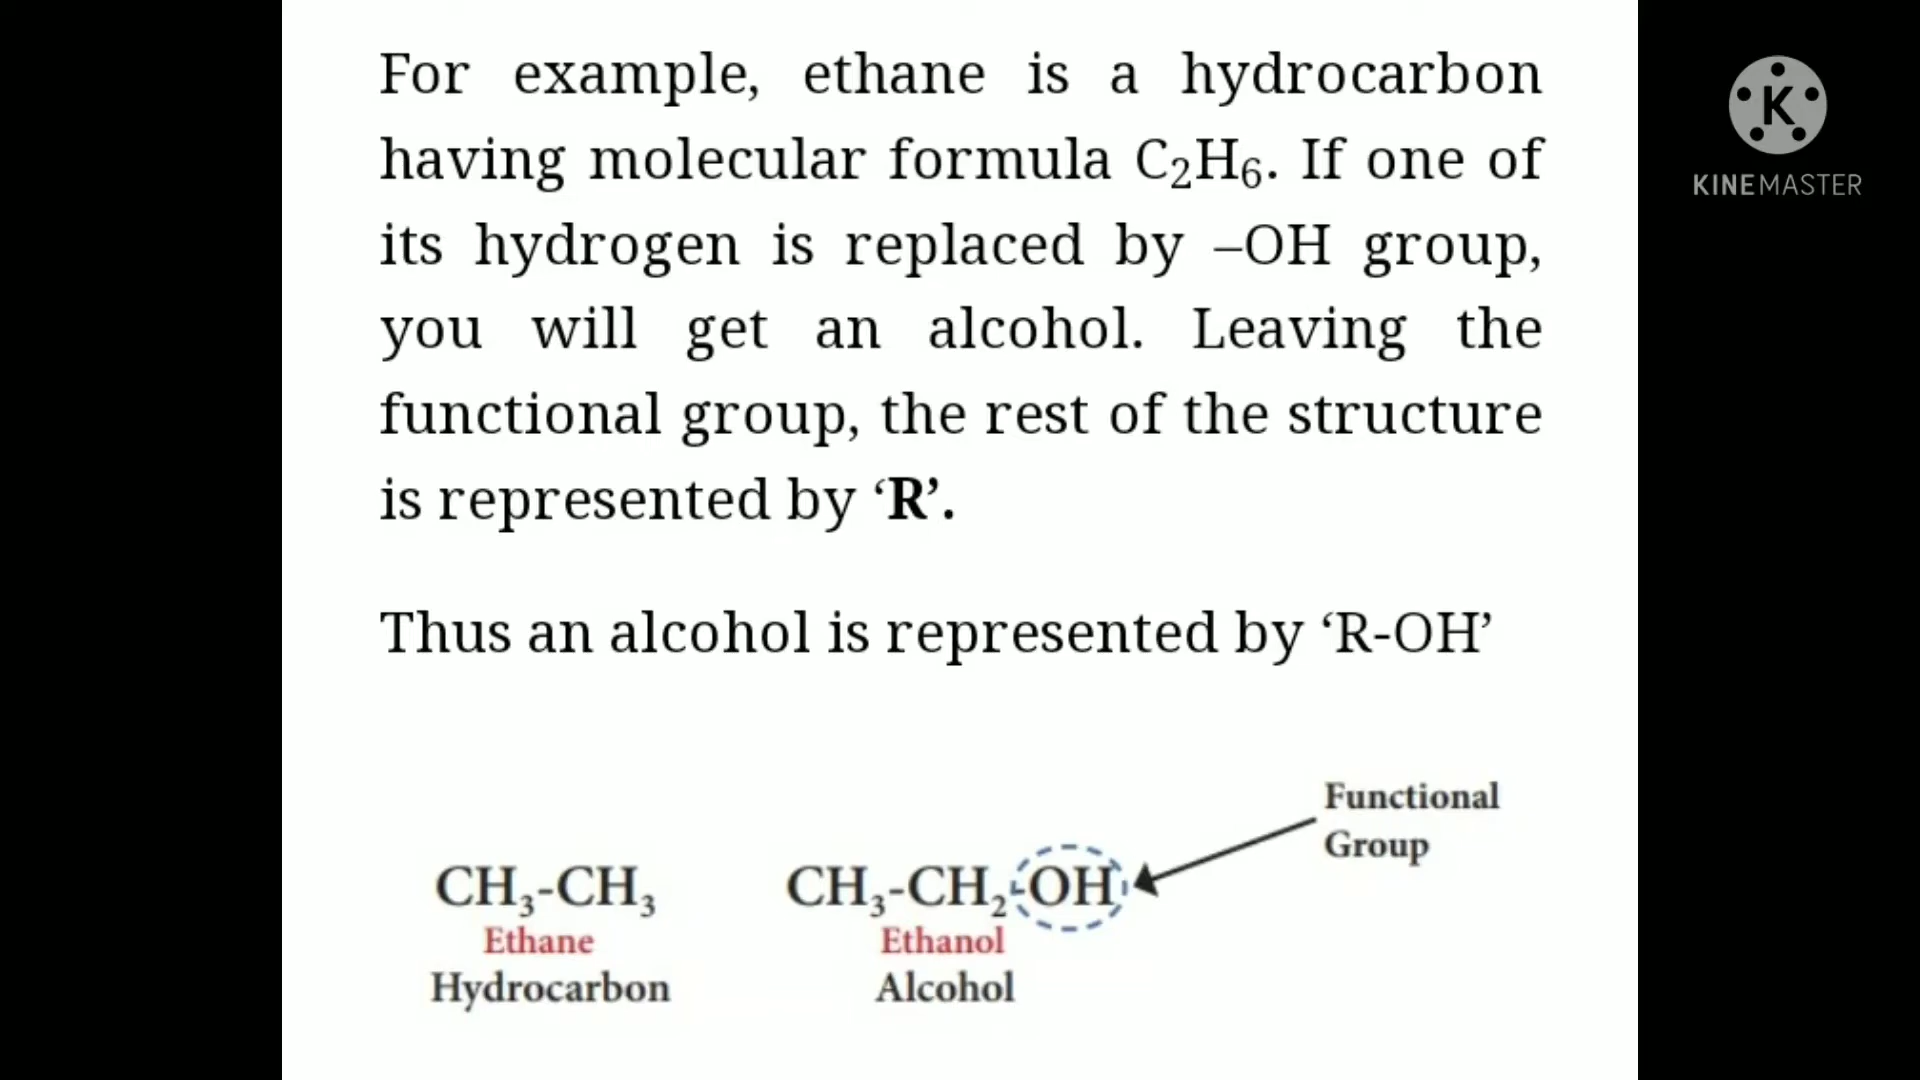 For example, ethane is a hydrocarbon
having molecular formula C₂H₆. If one of
its hydrogen is replaced by –OH group,
you will get an alcohol. Leaving the
functional group, the rest of the structure
is represented by ‘R’.
Thus an alcohol is represented by ‘R-OH’
Functional
Group
CH₃-CH₃
CH₃-CH₂-OH
Ethane
Ethanol
Hydrocarbon
Alcohol
K
KINEMASTER